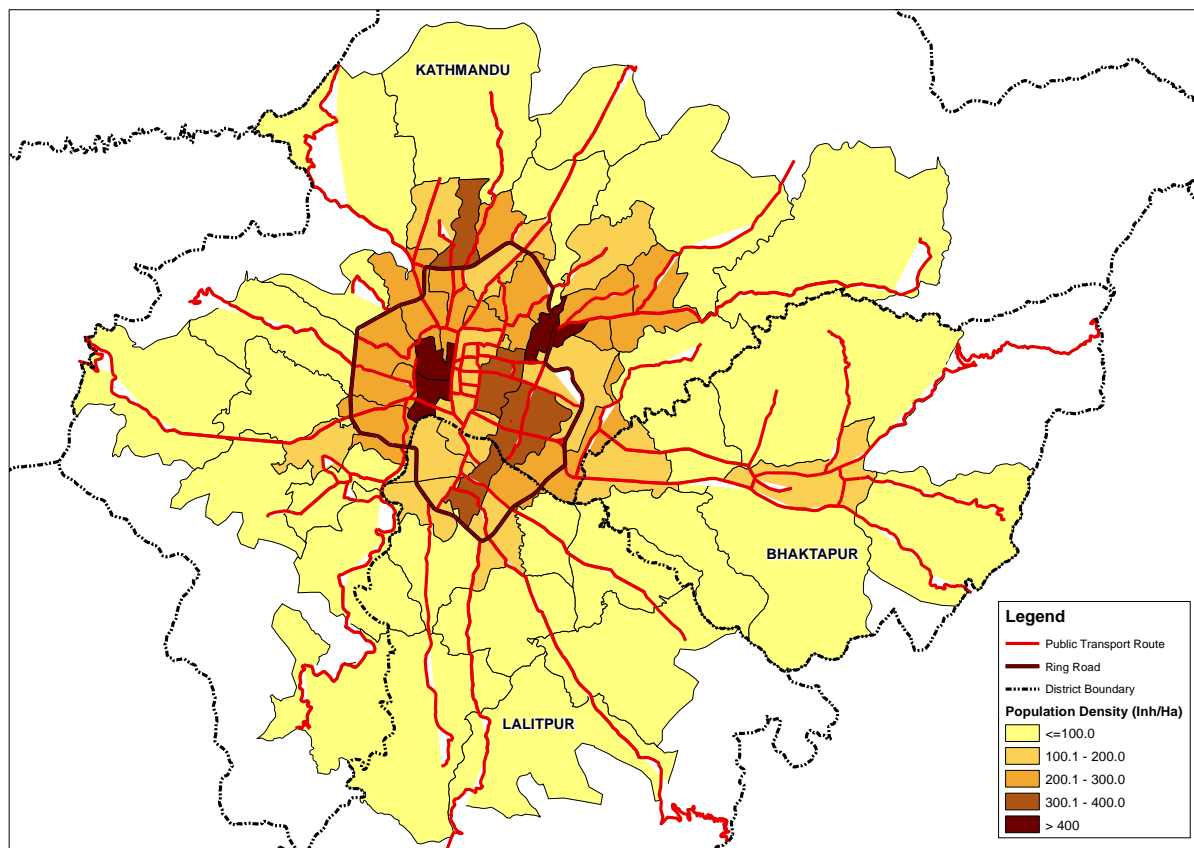 KATHMANDU
BHAKTAPUR
LALITPUR
Legend
Public Transport Route
Ring Road
District Boundary
Population Density (Inh/Ha)
<=100.0
100.1 - 200.0
200.1 - 300.0
300.1 - 400.0
> 400